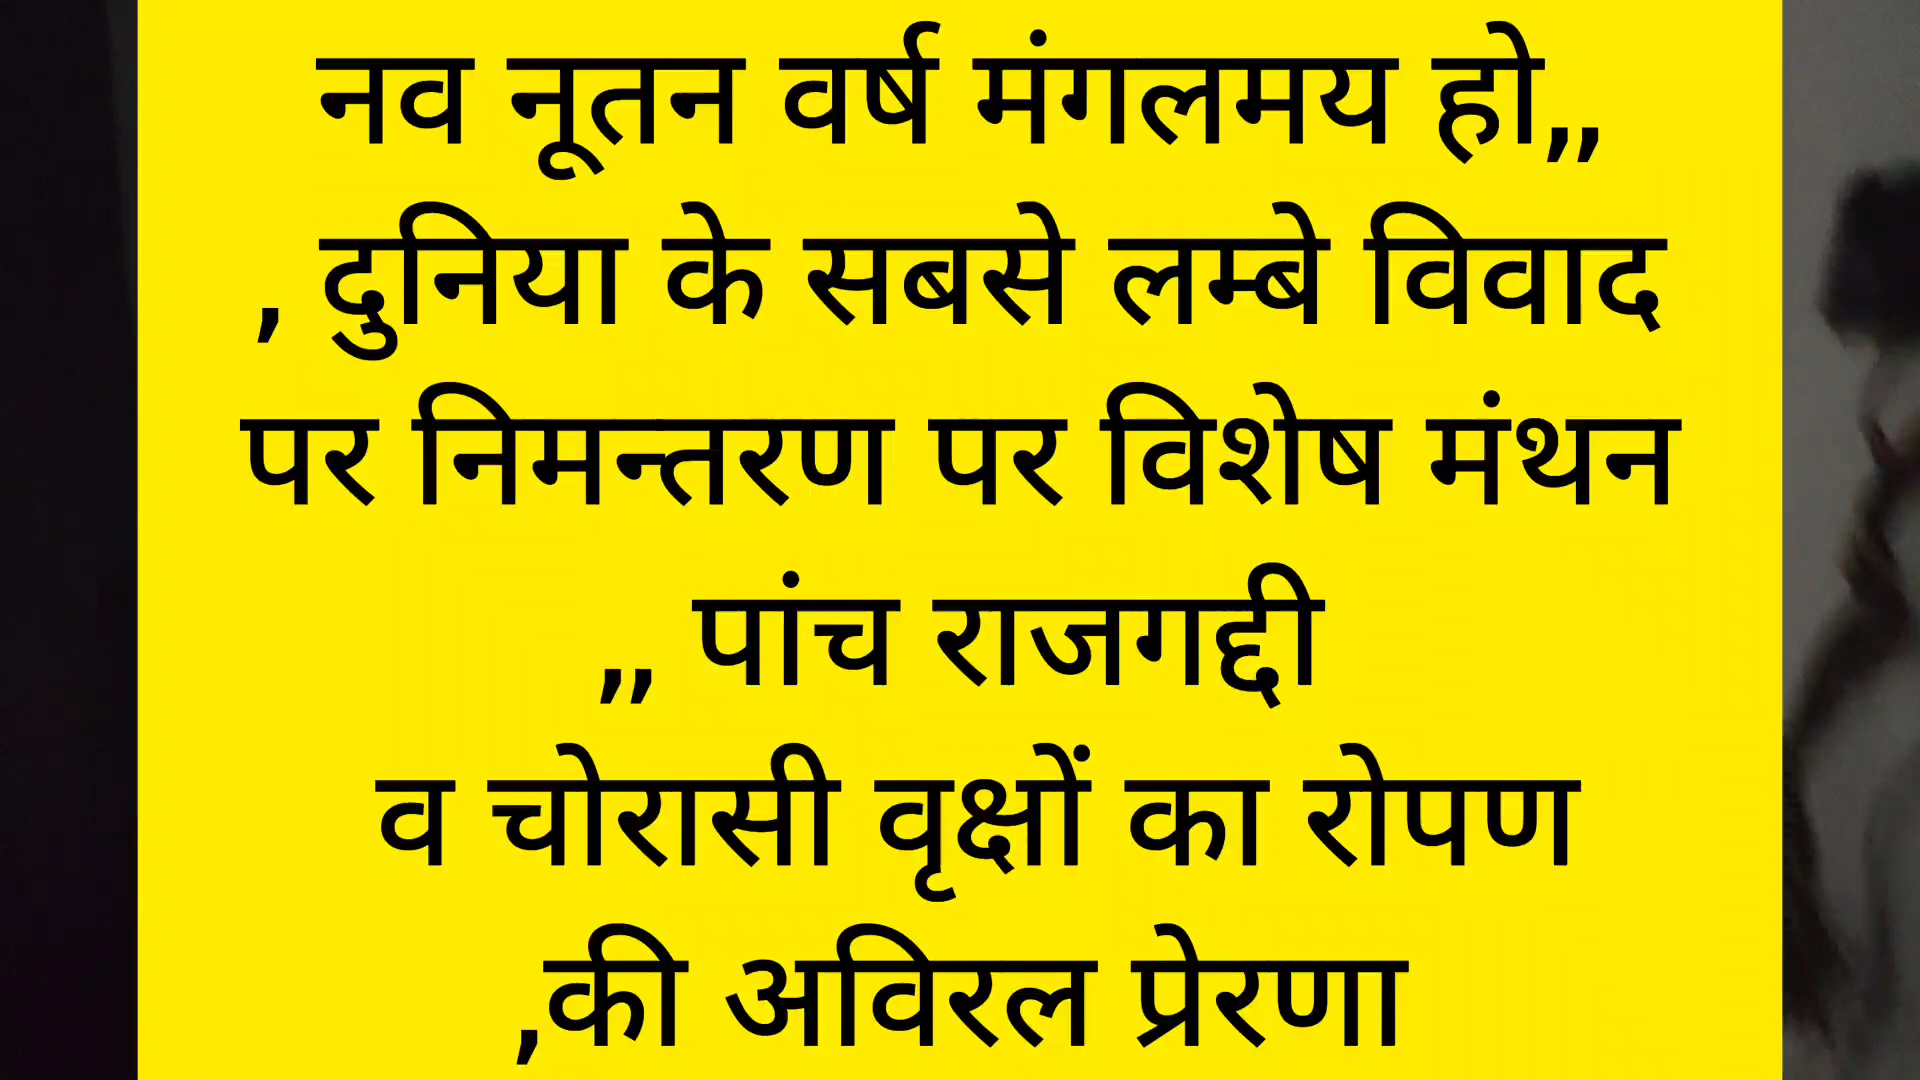 नव नूतन वर्ष मंगलमय हो,,
, दुनिया के सबसे लम्बे विवाद
पर निमन्तरण पर विशेष मंथन
,, पांच राजगद्दी
व चोरासी वृक्षों का रोपण
,की अविरल प्रेरणा